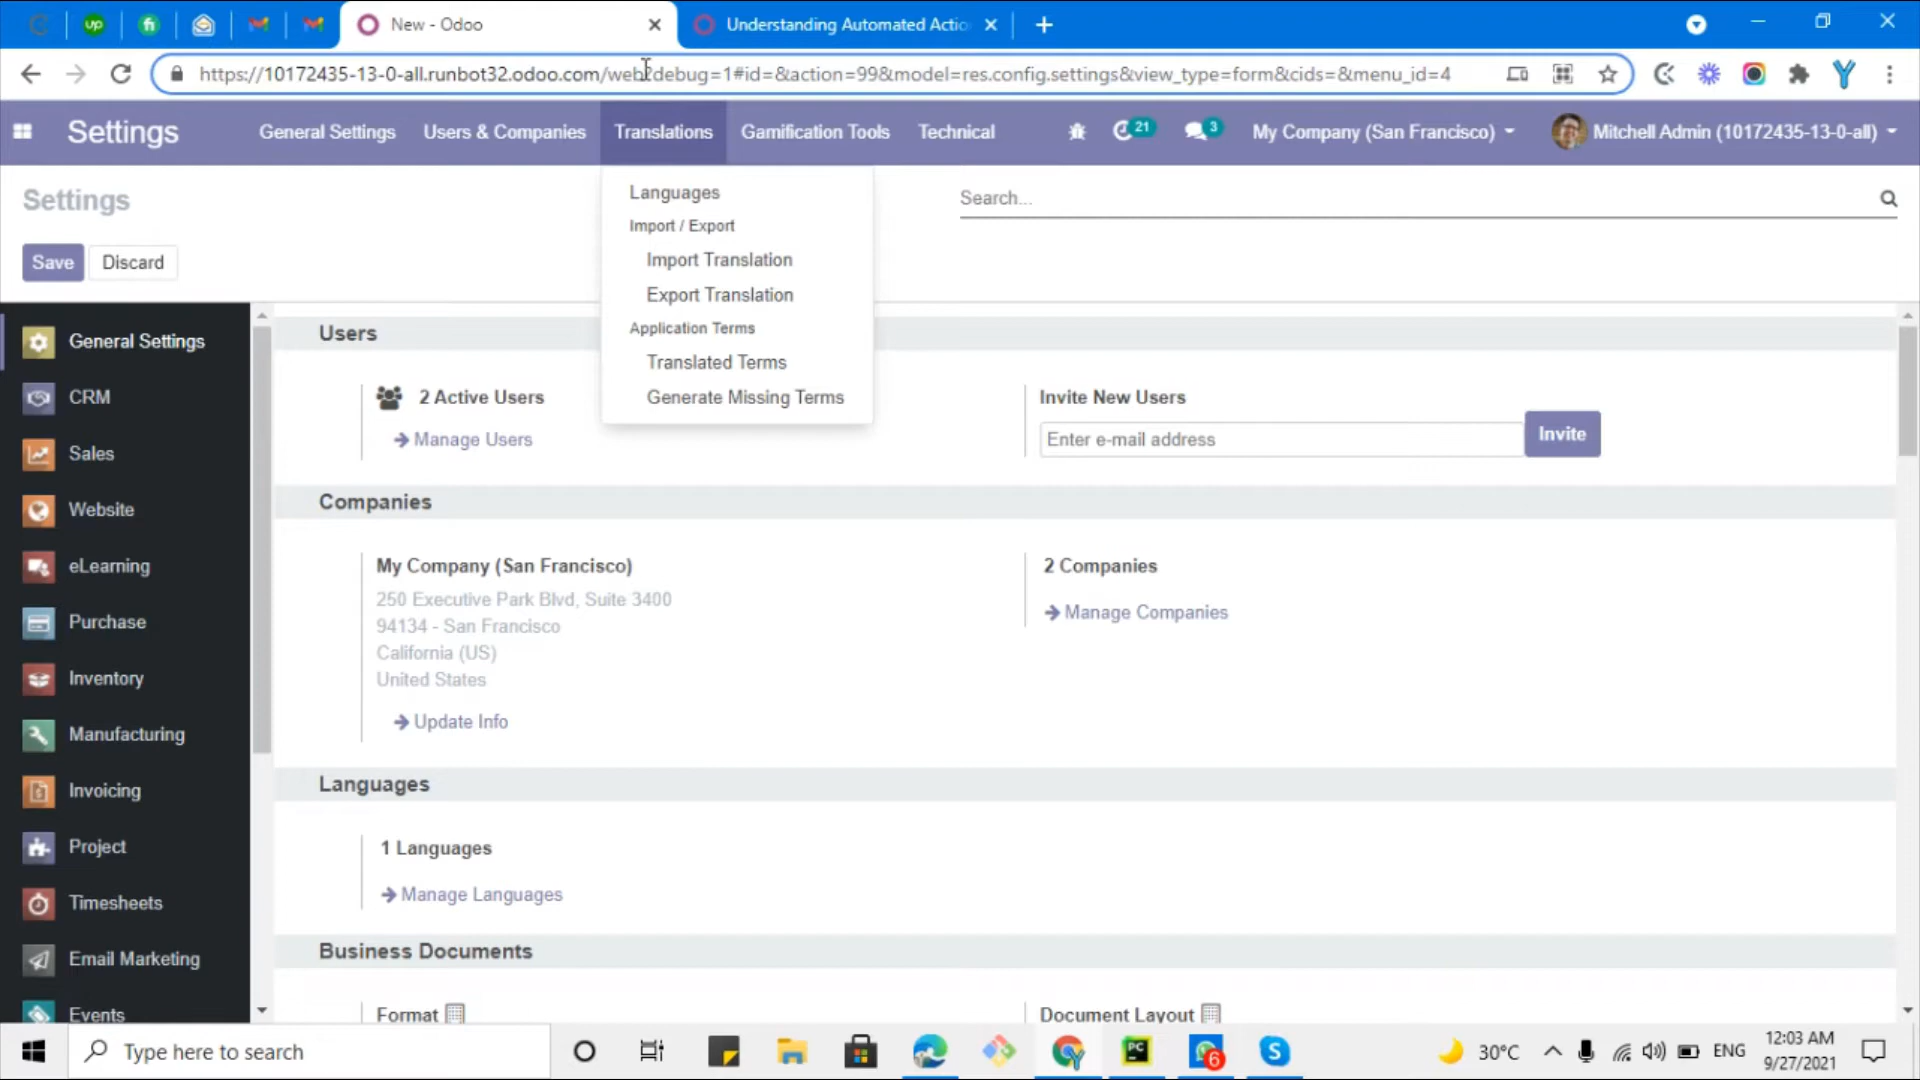 New - Odoo
Understanding Automated Actio
https://10172435-13-0-all.runbot32.odoo.com/web?debug=1#id=&action=99&model=res.config.settings&view_type=form&cids=&menu_id=4
Settings
General Settings
Users & Companies
Translations
Gamification Tools
Technical
21
3
My Company (San Francisco)
Mitchell Admin (10172435-13-0-all)
Settings
Search...
Save
Discard
Languages
Import / Export
Import Translation
Export Translation
Application Terms
Translated Terms
Generate Missing Terms
General Settings
CRM
Sales
Website
eLearning
Purchase
Inventory
Manufacturing
Invoicing
Project
Timesheets
Email Marketing
Events
Users
2 Active Users
Manage Users
Invite New Users
Enter e-mail address
Invite
Companies
My Company (San Francisco)
250 Executive Park Blvd, Suite 3400
94134 - San Francisco
California (US)
United States
Update Info
2 Companies
Manage Companies
Languages
1 Languages
Manage Languages
Business Documents
Format
Document Layout
Type here to search
PC
6
S
30°C
ENG
12:03 AM
9/27/2021